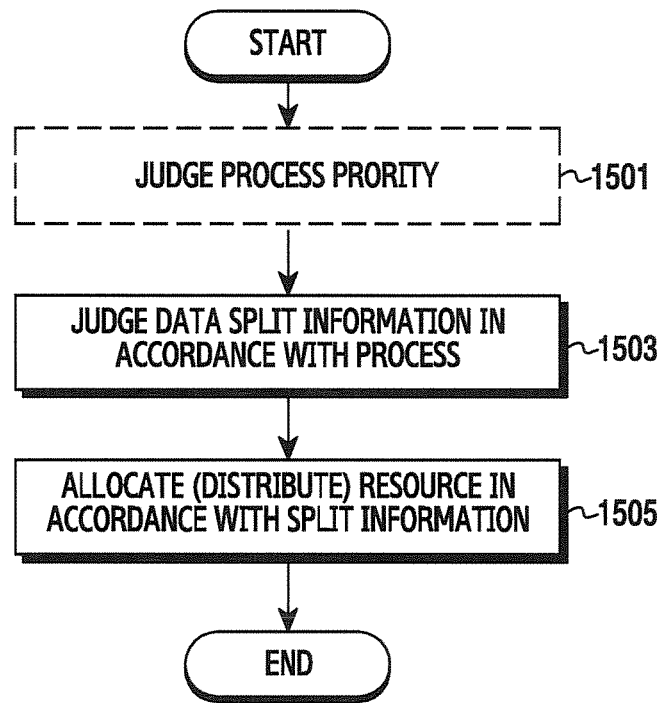 START
JUDGE PROCESS PRORITY
1501
JUDGE DATA SPLIT INFORMATION IN
ACCORDANCE WITH PROCESS
1503
ALLOCATE (DISTRIBUTE) RESOURCE IN
ACCORDANCE WITH SPLIT INFORMATION
1505
END